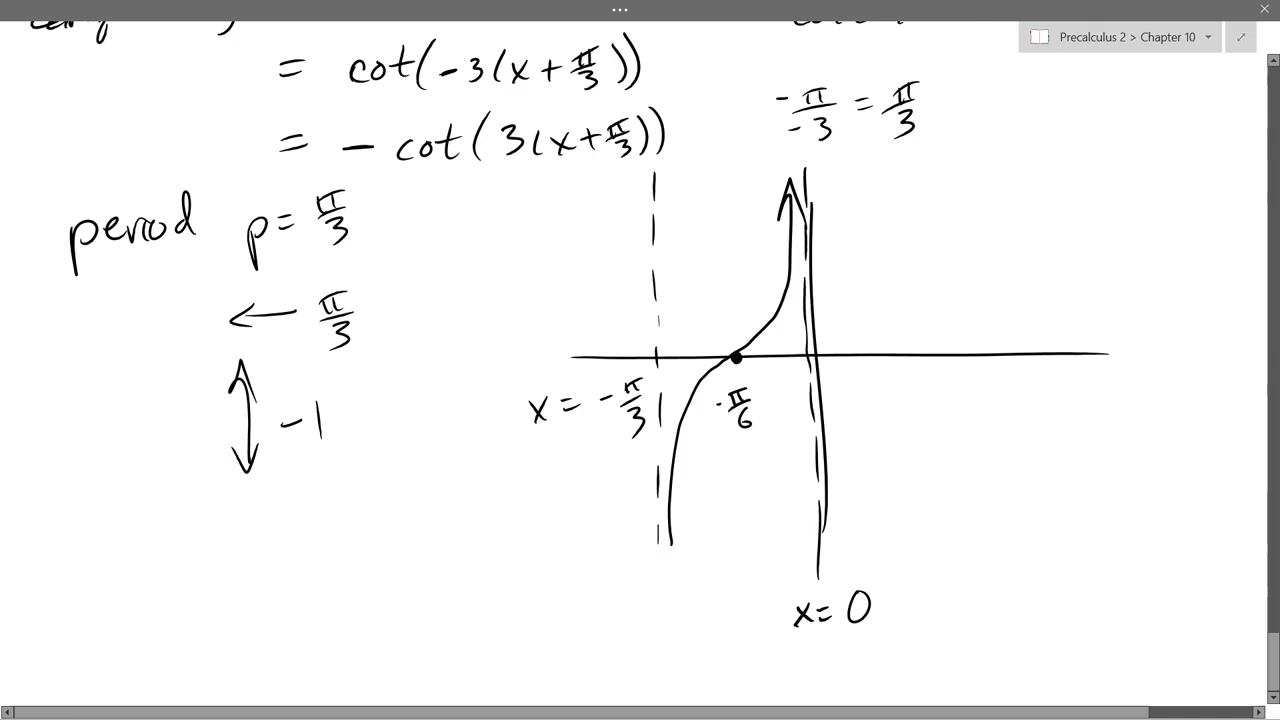 Precalculus 2 > Chapter 10
= cot(-3(x + π/3))
= - cot(3(x + π/3))
-π/-3 = π/3
period p = π/3
← π/3
-1
x = -π/3
-π/6
x = 0